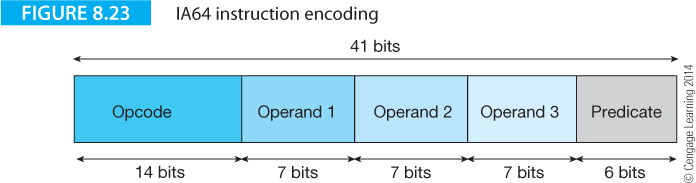 FIGURE 8.23 IA64 instruction encoding
41 bits
Opcode Operand 1 Operand 2 Operand 3 Predicate
14 bits 7 bits 7 bits 7 bits 6 bits
© Cengage Learning 2014